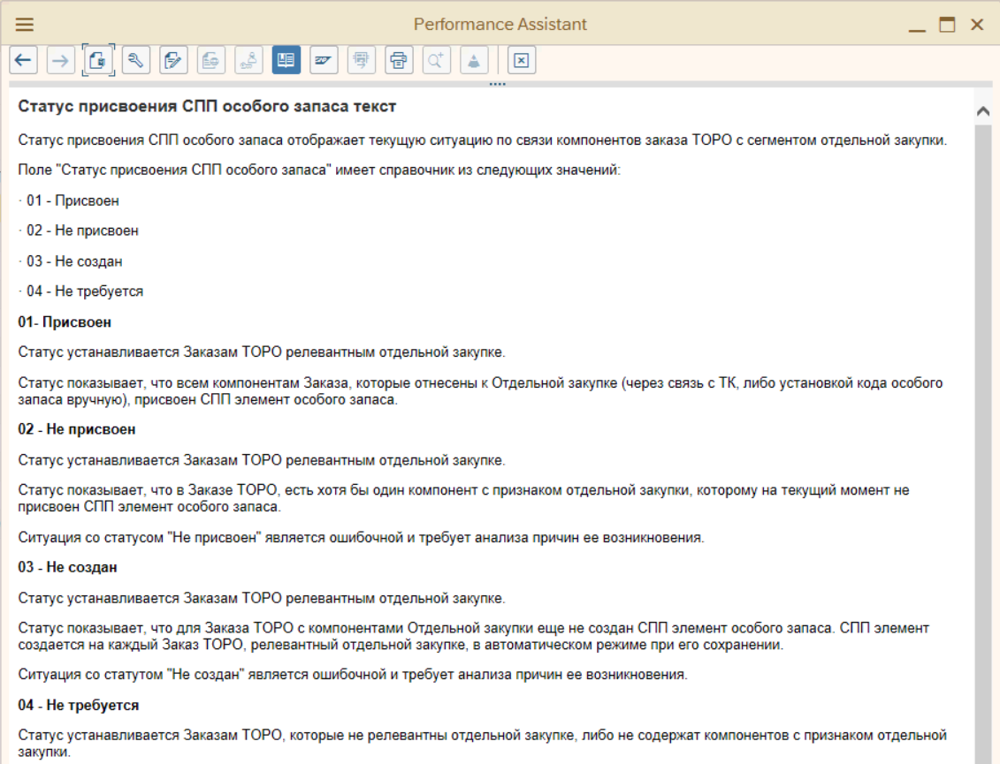 Performance Assistant
Статус присвоения СПП особого запаса текст
Статус присвоения СПП особого запаса отображает текущую ситуацию по связи компонентов заказа ТОРО с сегментом отдельной закупки.
Поле "Статус присвоения СПП особого запаса" имеет справочник из следующих значений:
· 01 - Присвоен
· 02 - Не присвоен
· 03 - Не создан
· 04 - Не требуется
01- Присвоен
Статус устанавливается Заказам ТОРО релевантным отдельной закупке.
Статус показывает, что всем компонентам Заказа, которые отнесены к Отдельной закупке (через связь с ТК, либо установкой кода особого
запаса вручную), присвоен СПП элемент особого запаса.
02 - Не присвоен
Статус устанавливается Заказам ТОРО релевантным отдельной закупке.
Статус показывает, что в Заказе ТОРО, есть хотя бы один компонент с признаком отдельной закупки, которому на текущий момент не
присвоен СПП элемент особого запаса.
Ситуация со статусом "Не присвоен" является ошибочной и требует анализа причин ее возникновения.
03 - Не создан
Статус устанавливается Заказам ТОРО релевантным отдельной закупке.
Статус показывает, что для Заказа ТОРО с компонентами Отдельной закупки еще не создан СПП элемент особого запаса. СПП элемент
создается на каждый Заказ ТОРО, релевантный отдельной закупке, в автоматическом режиме при его сохранении.
Ситуация со статутом "Не создан" является ошибочной и требует анализа причин ее возникновения.
04 - Не требуется
Статус устанавливается Заказам ТОРО, которые не релевантны отдельной закупке, либо не содержат компонентов с признаком отдельной
закупки.